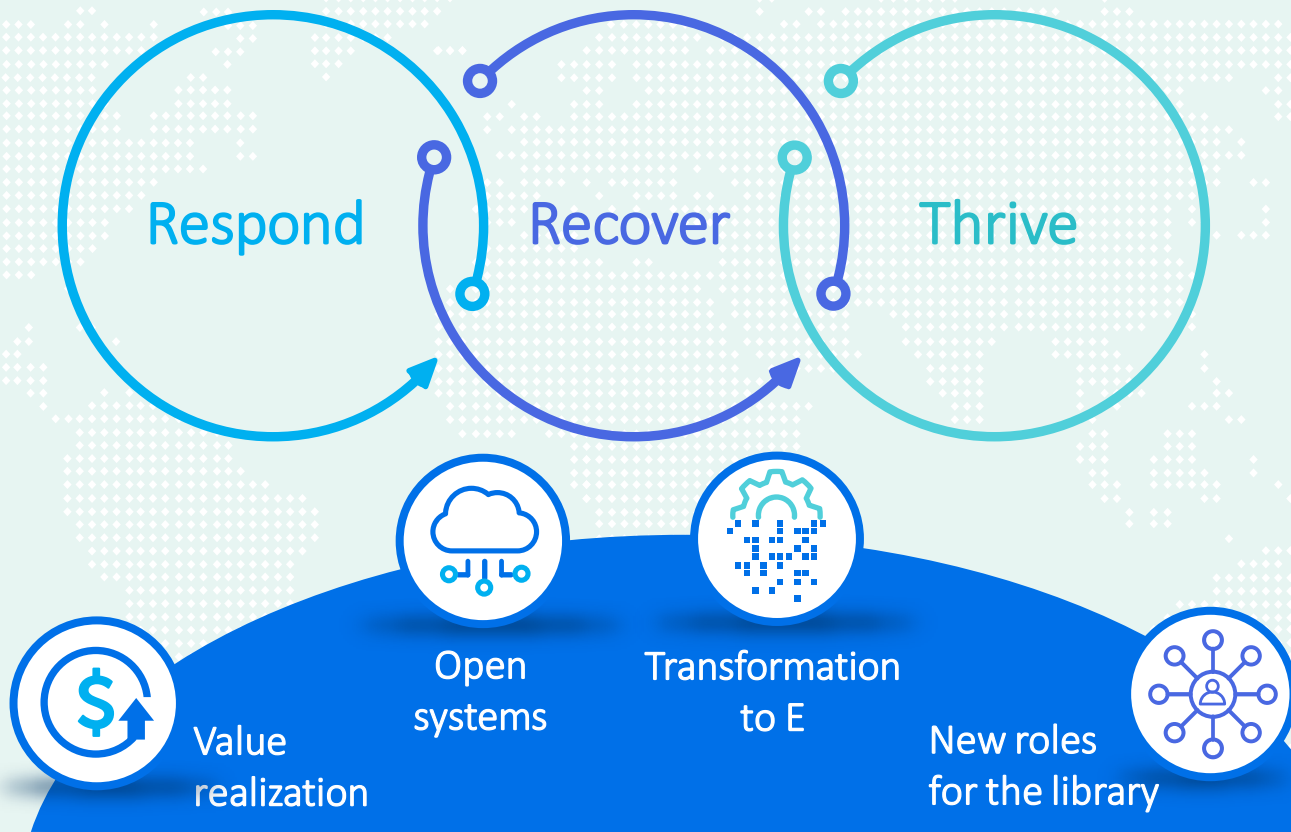 Respond
Recover
Thrive
Open
systems
Transformation
to E
Value
realization
New roles
for the library
$